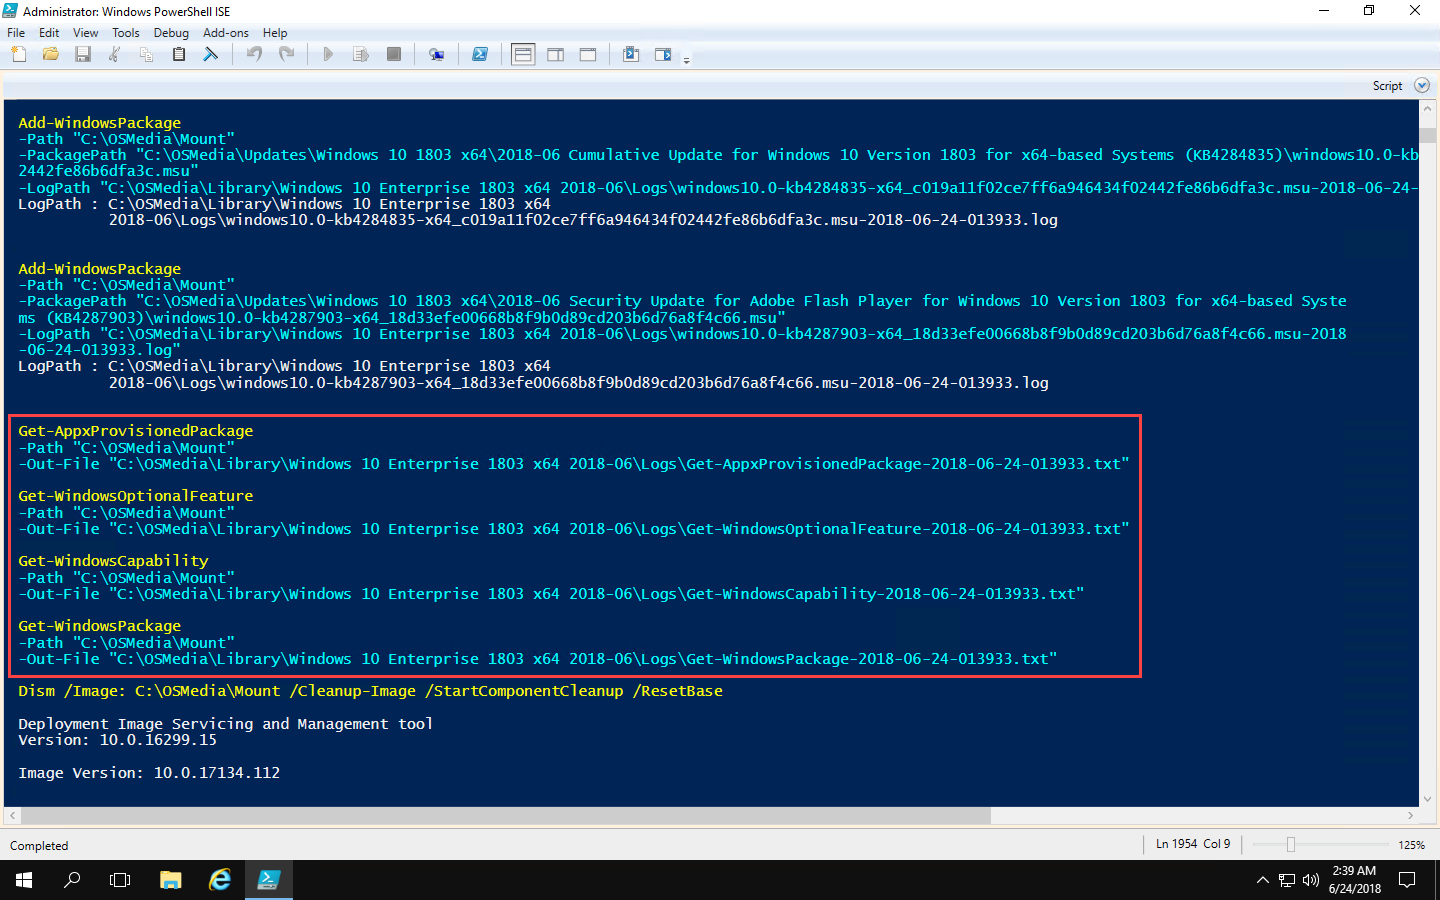 Administrator: Windows PowerShell ISE
File Edit View Tools Debug Add-ons Help
Script
Add-WindowsPackage
-Path "C:\OSMedia\Mount"
-PackagePath "C:\OSMedia\Updates\Windows 10 1803 x64\2018-06 Cumulative Update for Windows 10 Version 1803 for x64-based Systems (KB4284835)\windows10.0-kb
2442fe86b6dfa3c.msu"
-LogPath "C:\OSMedia\Library\Windows 10 Enterprise 1803 x64 2018-06\Logs\windows10.0-kb4284835-x64_c019a11f02ce7ff6a946434f02442fe86b6dfa3c.msu-2018-06-24-
LogPath : C:\OSMedia\Library\Windows 10 Enterprise 1803 x64
2018-06\Logs\windows10.0-kb4284835-x64_c019a11f02ce7ff6a946434f02442fe86b6dfa3c.msu-2018-06-24-013933.log
Add-WindowsPackage
-Path "C:\OSMedia\Mount"
-PackagePath "C:\OSMedia\Updates\Windows 10 1803 x64\2018-06 Security Update for Adobe Flash Player for Windows 10 Version 1803 for x64-based Syste
ms (KB4287903)\windows10.0-kb4287903-x64_18d33efe00668b8f9b0d89cd203b6d76a8f4c66.msu"
-LogPath "C:\OSMedia\Library\Windows 10 Enterprise 1803 x64 2018-06\Logs\windows10.0-kb4287903-x64_18d33efe00668b8f9b0d89cd203b6d76a8f4c66.msu-2018
-06-24-013933.log"
LogPath : C:\OSMedia\Library\Windows 10 Enterprise 1803 x64
2018-06\Logs\windows10.0-kb4287903-x64_18d33efe00668b8f9b0d89cd203b6d76a8f4c66.msu-2018-06-24-013933.log
Get-AppxProvisionedPackage
-Path "C:\OSMedia\Mount"
-Out-File "C:\OSMedia\Library\Windows 10 Enterprise 1803 x64 2018-06\Logs\Get-AppxProvisionedPackage-2018-06-24-013933.txt"
Get-WindowsOptionalFeature
-Path "C:\OSMedia\Mount"
-Out-File "C:\OSMedia\Library\Windows 10 Enterprise 1803 x64 2018-06\Logs\Get-WindowsOptionalFeature-2018-06-24-013933.txt"
Get-WindowsCapability
-Path "C:\OSMedia\Mount"
-Out-File "C:\OSMedia\Library\Windows 10 Enterprise 1803 x64 2018-06\Logs\Get-WindowsCapability-2018-06-24-013933.txt"
Get-WindowsPackage
-Path "C:\OSMedia\Mount"
-Out-File "C:\OSMedia\Library\Windows 10 Enterprise 1803 x64 2018-06\Logs\Get-WindowsPackage-2018-06-24-013933.txt"
Dism /Image: C:\OSMedia\Mount /Cleanup-Image /StartComponentCleanup /ResetBase
Deployment Image Servicing and Management tool
Version: 10.0.16299.15
Image Version: 10.0.17134.112
Completed
Ln 1954 Col 9
125%
2:39 AM
6/24/2018